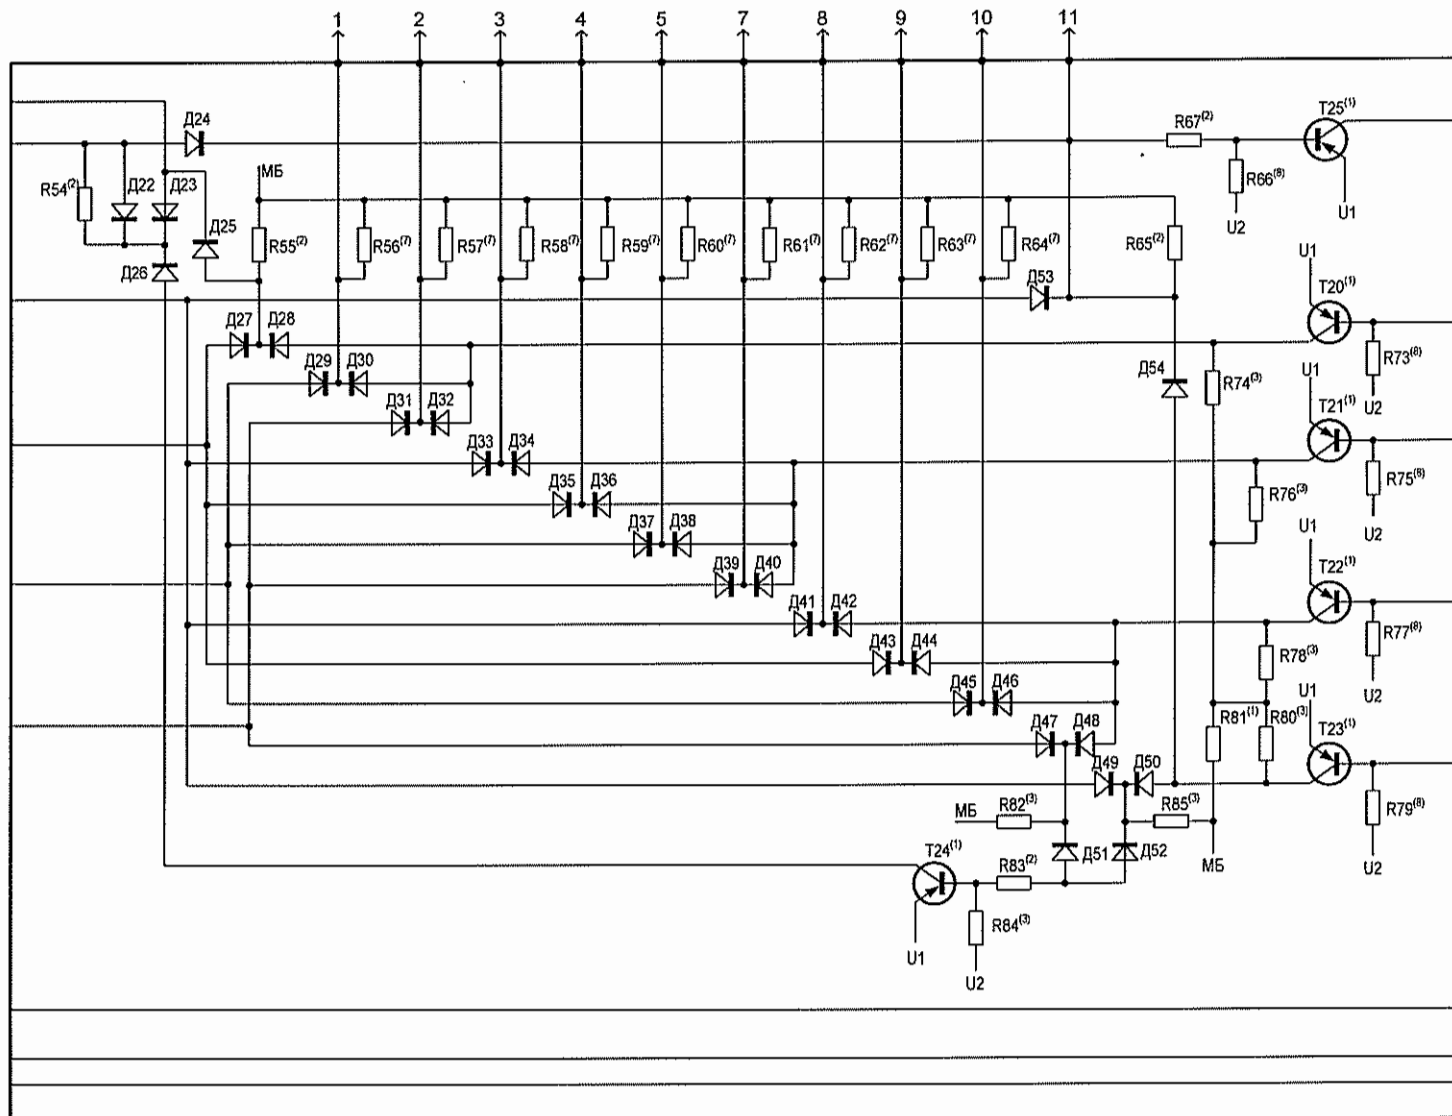 1 2 3 4 5 7 8 9 10 11
Д24
R67(2)
T25(1)
МБ
R54(2)
Д22
Д23
R66(8)
U1
U2
Д25
R55(2)
R56(7)
R57(7)
R58(7)
R59(7)
R60(7)
R61(7)
R62(7)
R63(7)
R64(7)
R65(2)
Д26
U1
T20(1)
Д53
Д27
Д28
R73(8)
Д29
Д30
Д54
R74(3)
U1
U2
T21(1)
Д31
Д32
Д33
Д34
R75(8)
Д35
Д36
R76(3)
U2
Д37
Д38
U1
T22(1)
Д39
Д40
Д41
Д42
R77(8)
Д43
Д44
R78(3)
U2
Д45
Д46
U1
Д47
Д48
R81(1)
R80(3)
T23(1)
Д49
Д50
МБ
R82(3)
R85(3)
R79(8)
T24(1)
R83(2)
Д51
Д52
МБ
U2
R84(3)
U1
U2